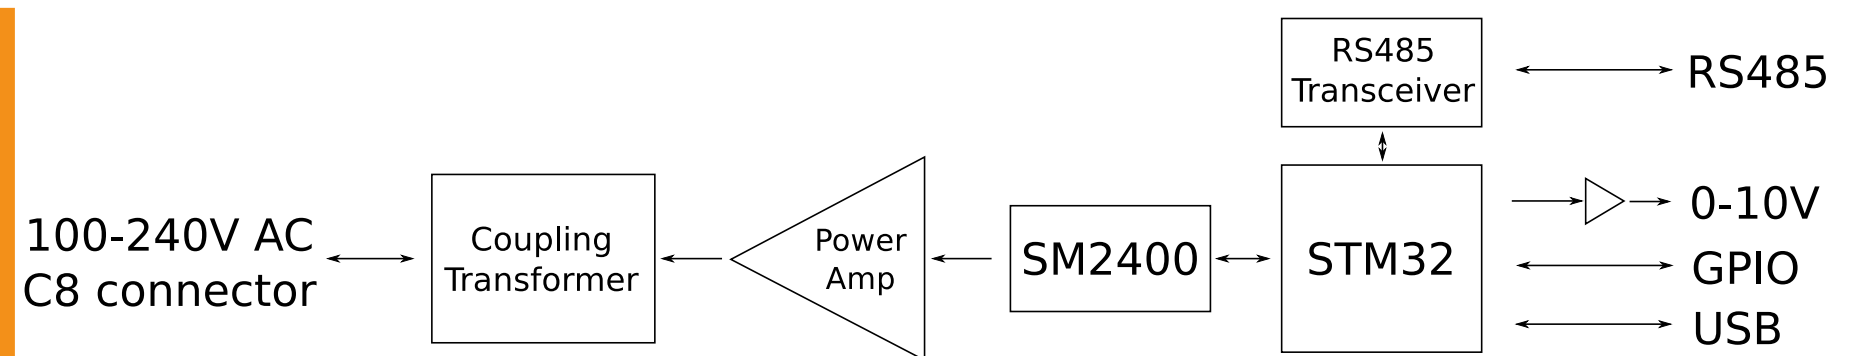 RS485
Transceiver
RS485
100-240V AC
C8 connector
Coupling
Transformer
Power
Amp
SM2400
STM32
0-10V
GPIO
USB